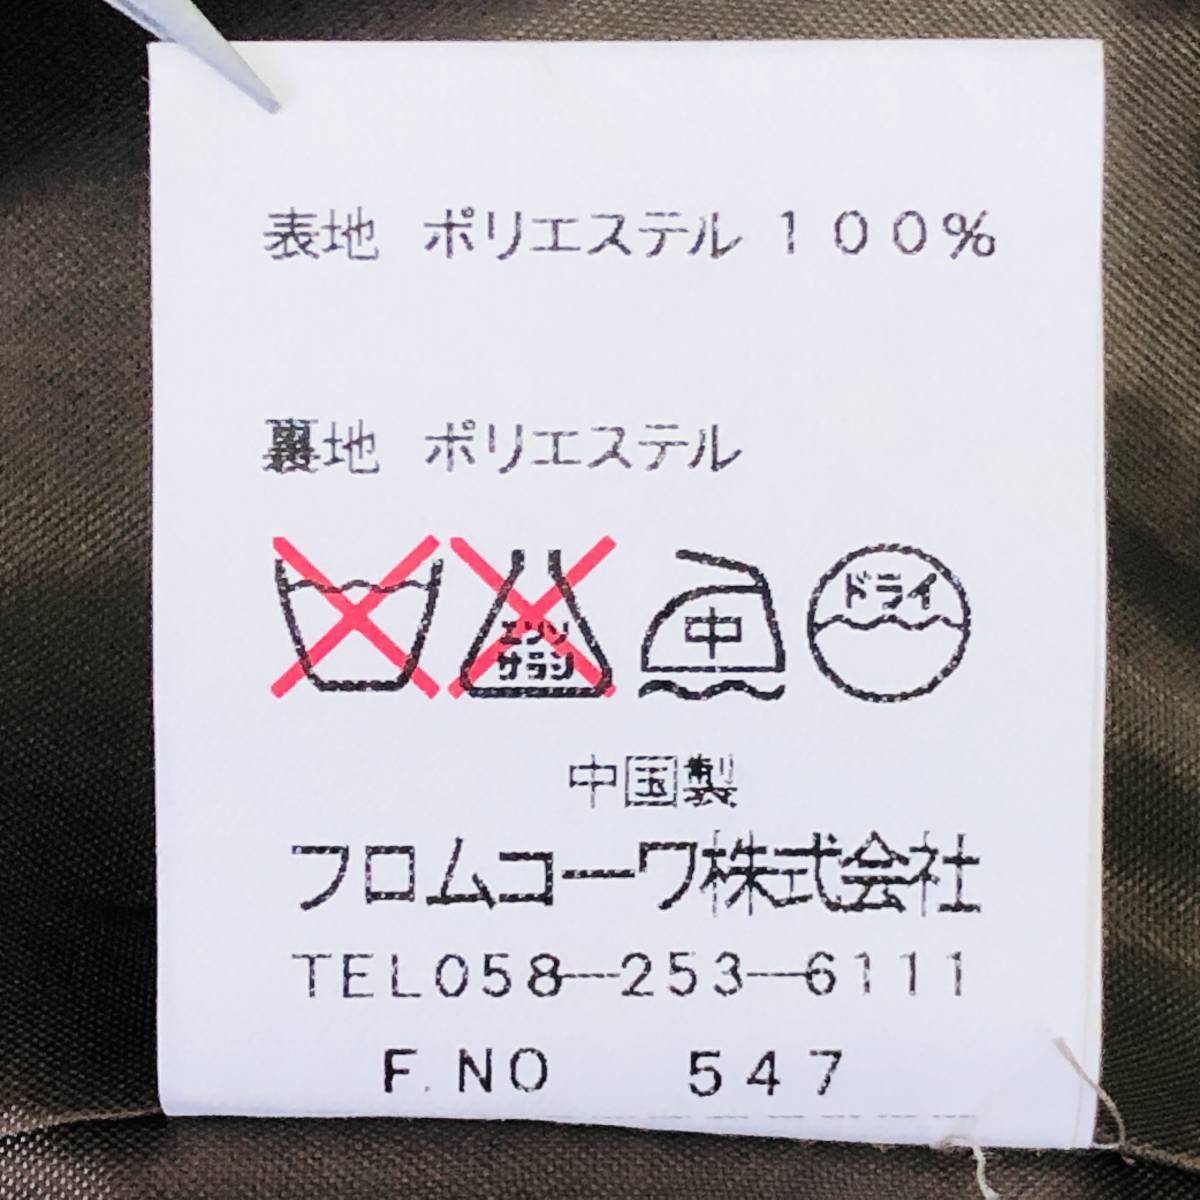 表地 ポリエステル 100%
裏地 ポリエステル
エンソ
サラシ
中
ドライ
中国製
フロムコーワ株式会社
TEL058-253-6111
F.NO 547